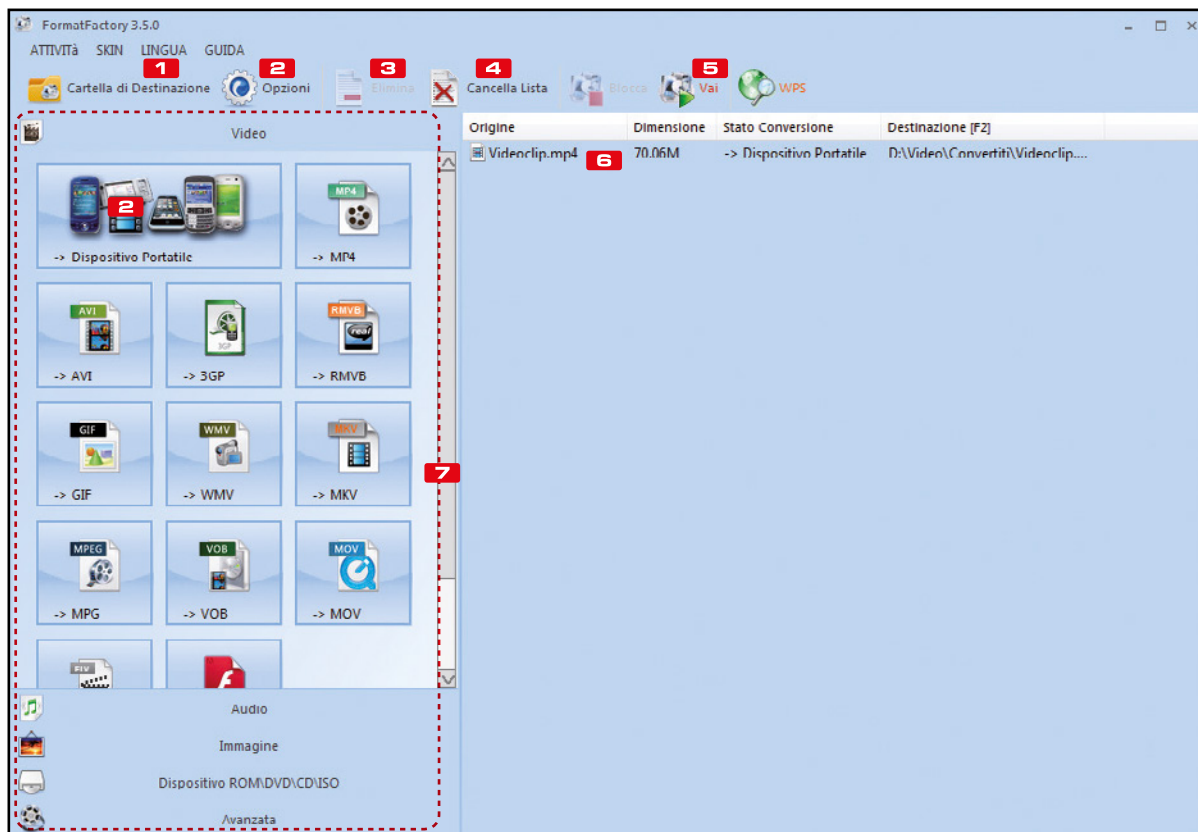 FormatFactory 3.5.0
ATTIVITà SKIN LINGUA GUIDA
1 2 3 4 5
Cartella di Destinazione Opzioni Elimina Cancella Lista Blocca Vai WPS
Video
Origine Dimensione Stato Conversione Destinazione [F2]
Videoclip.mp4 70.06M -> Dispositivo Portatile D:\Video\Convertiti\Videoclip....
6
2
MP4
-> Dispositivo Portatile -> MP4
AVI 3GP RMVB real
-> AVI -> 3GP -> RMVB
GIF WMV MKV
-> GIF -> WMV -> MKV
7
MPEG VOB MOV
-> MPG -> VOB -> MOV
FLV
Audio
Immagine
Dispositivo ROM\DVD\CD\ISO
Avanzata